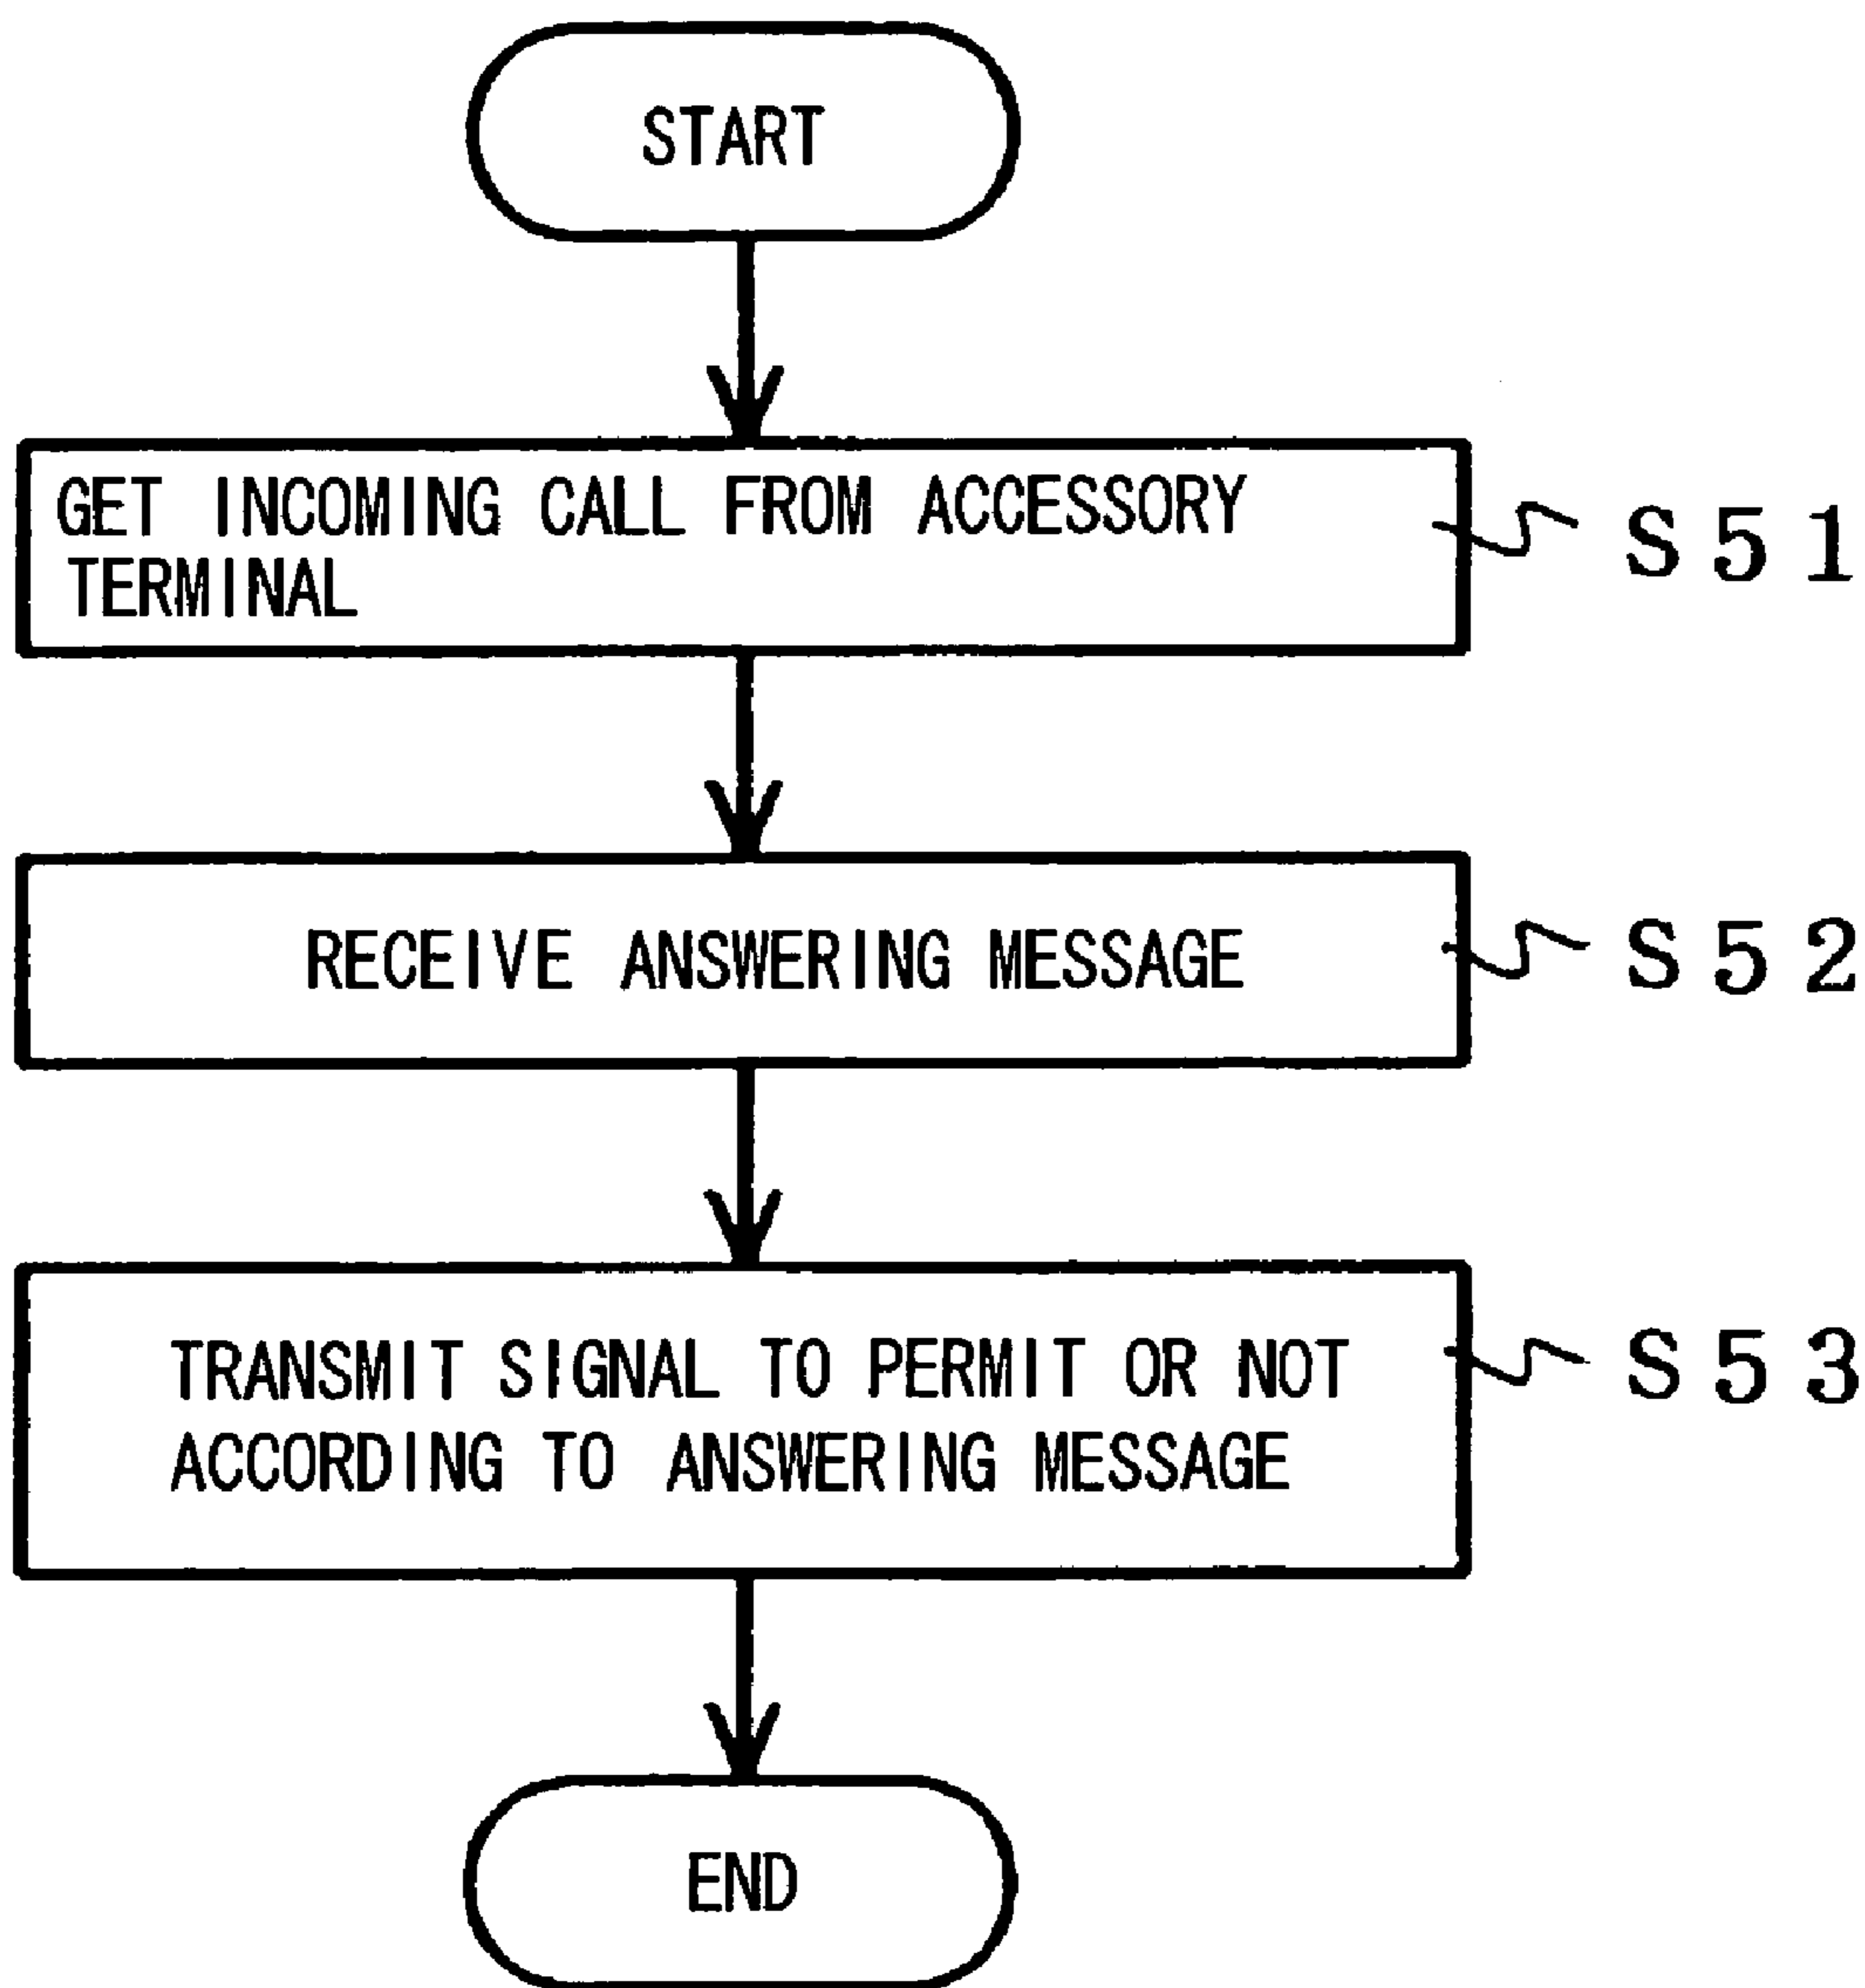 START
GET INCOMING CALL FROM ACCESSORY
TERMINAL
S51
RECEIVE ANSWERING MESSAGE
S52
TRANSMIT SIGNAL TO PERMIT OR NOT
ACCORDING TO ANSWERING MESSAGE
S53
END